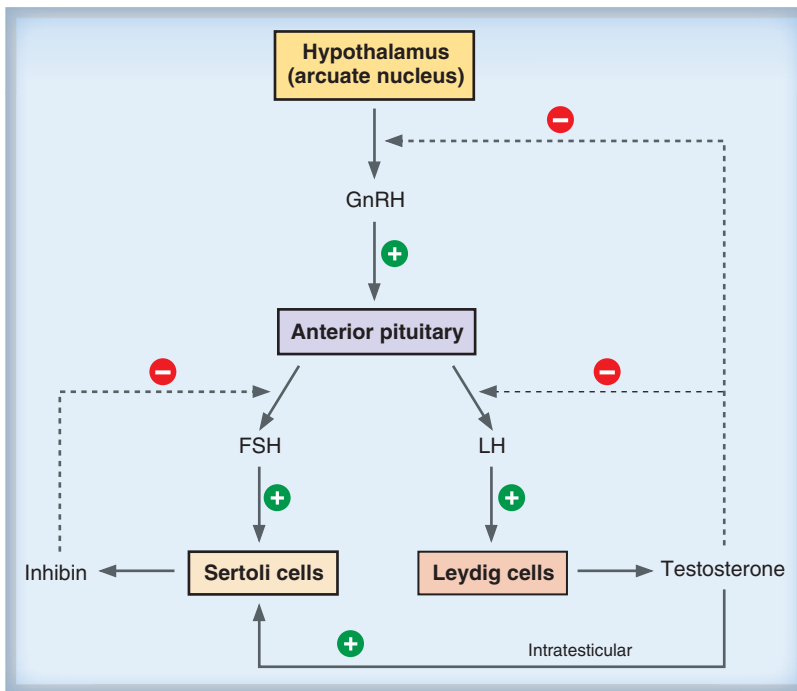 Hypothalamus
(arcuate nucleus)
−
GnRH
+
Anterior pituitary
−
−
FSH
LH
+
+
Inhibin
Sertoli cells
Leydig cells
Testosterone
+
Intratesticular